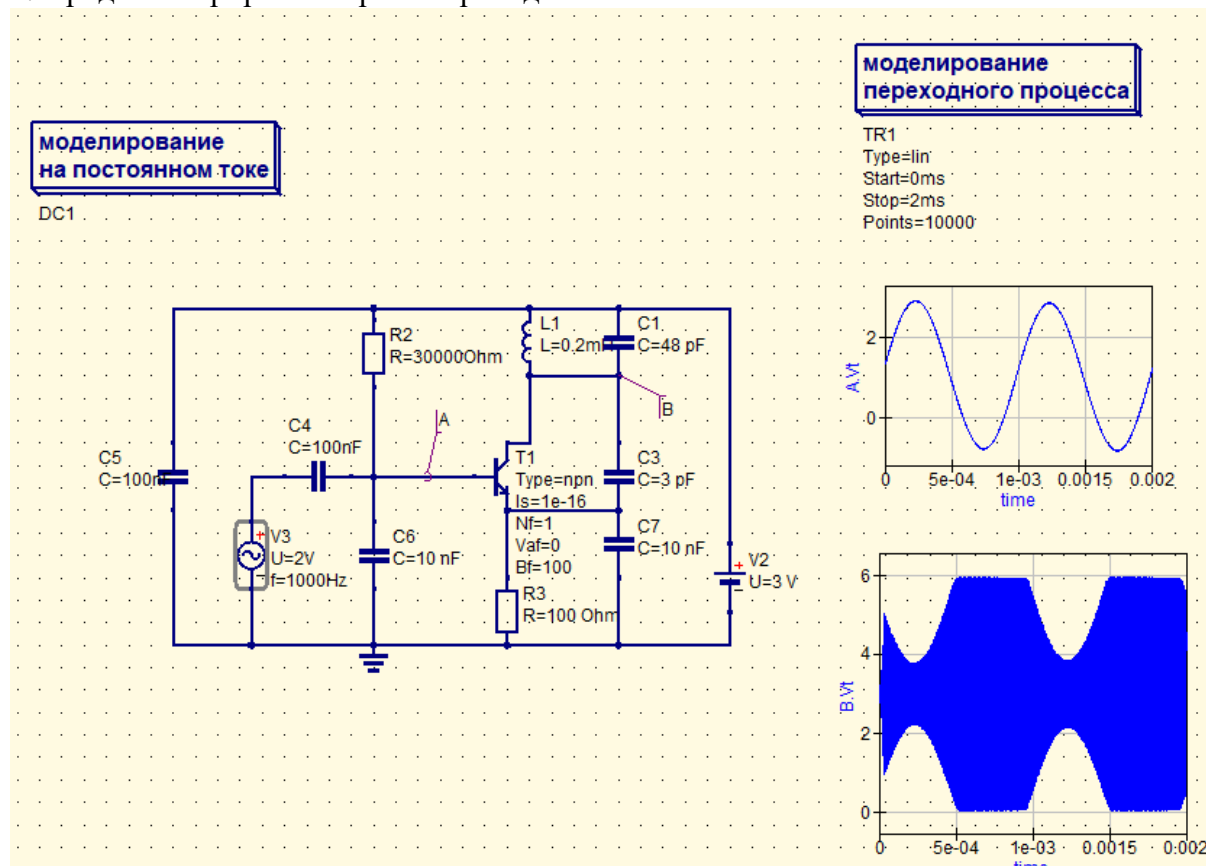 моделирование
переходного процесса
TR1
Type=lin
Start=0ms
Stop=2ms
Points=10000
моделирование
на постоянном токе
DC1
R2
R=30000Ohm
L1
L=0.2m
C1
C=48 pF
B
A
C4
C=100nF
C5
C=100n
T1
Type=npn
Is=1e-16
Nf=1
Vaf=0
Bf=100
C3
C=3 pF
C7
C=10 nF
V3
U=2V
f=1000Hz
C6
C=10 nF
R3
R=100 Ohm
V2
U=3 V
A.Vt
2
0
0 5e-04 1e-03 0.0015 0.002
time
B.Vt
6
4
2
0
0 5e-04 1e-03 0.0015 0.002
time